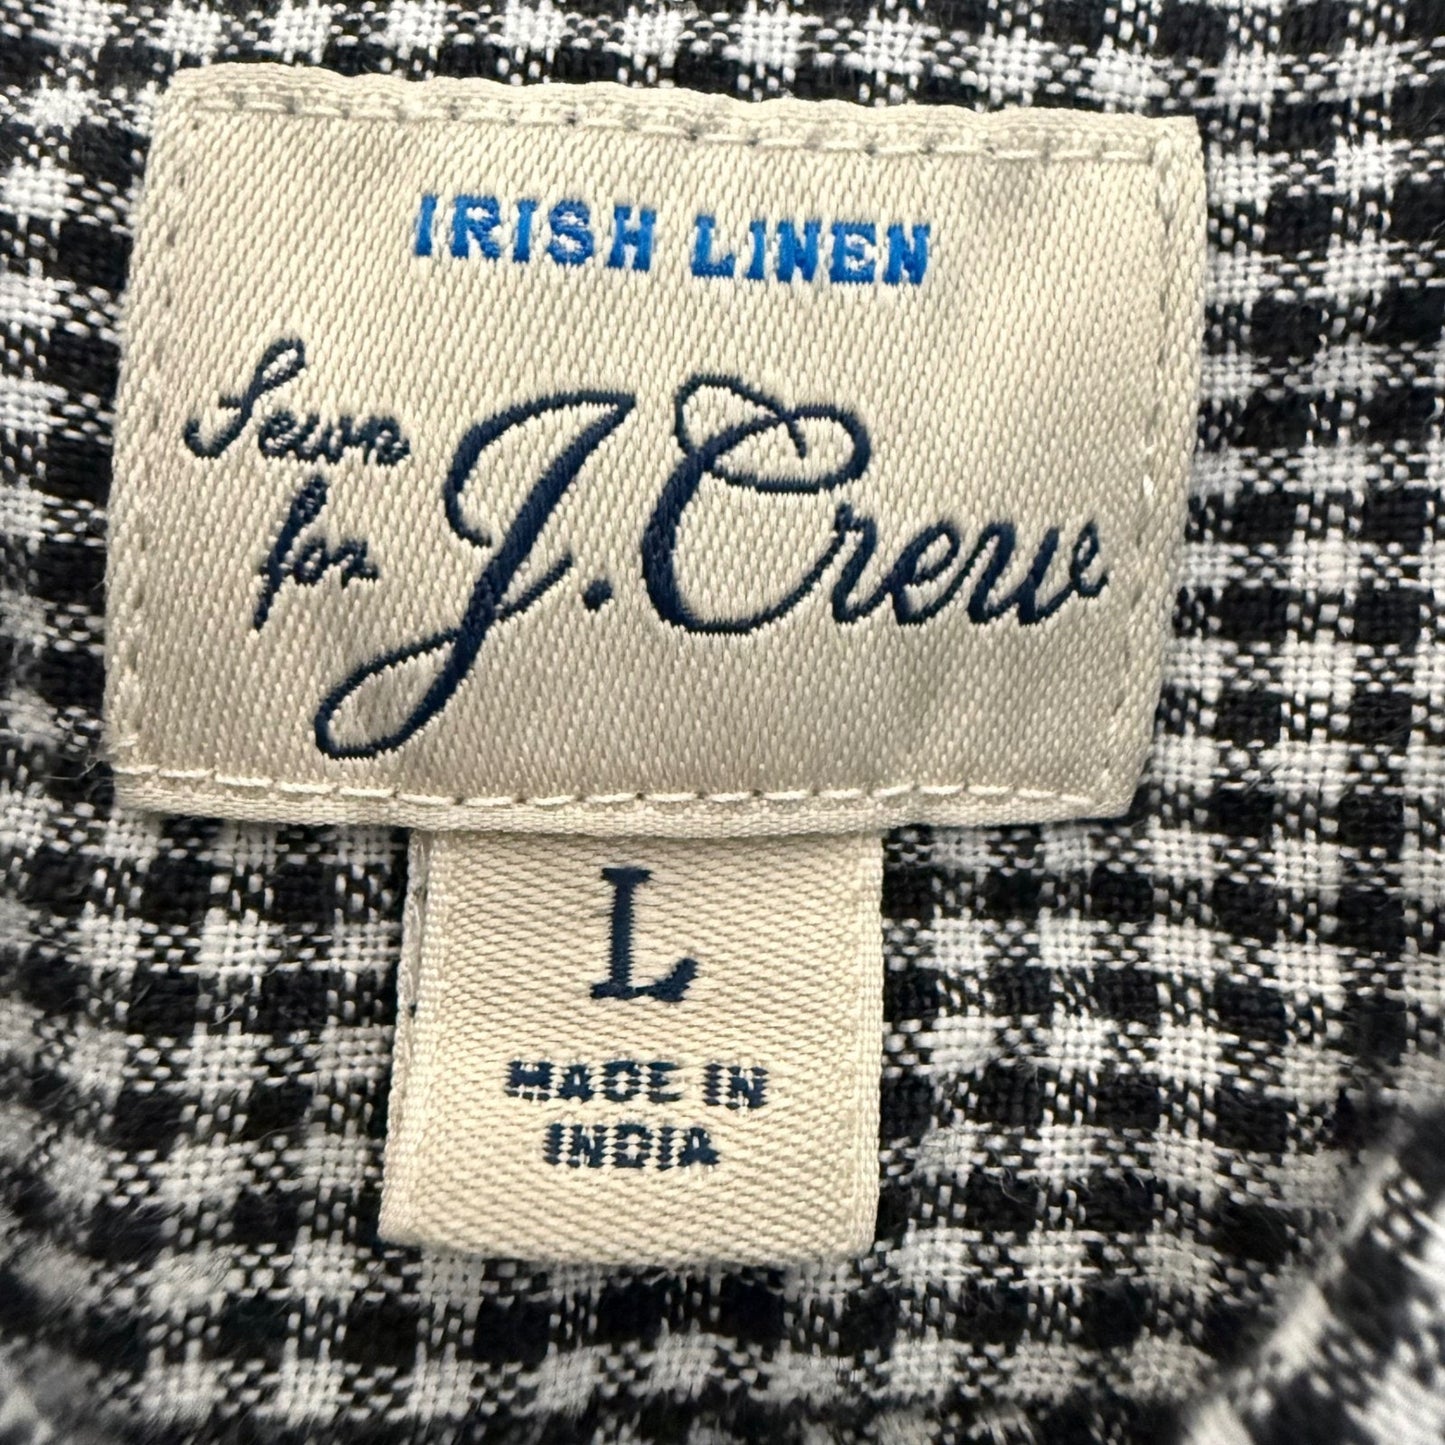 IRISH LINEN
Sewn
for
J.Crew
L
MADE IN
INDIA